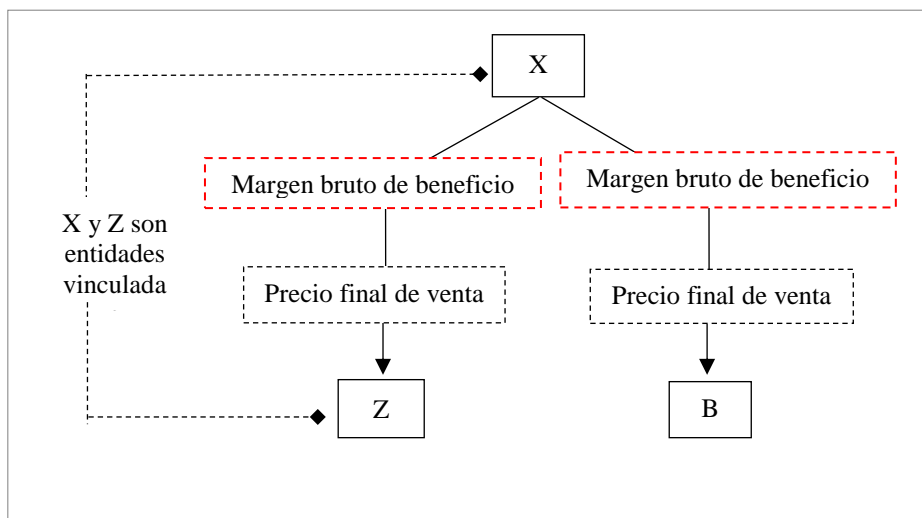 X
Margen bruto de beneficio
Margen bruto de beneficio
X y Z son
entidades
vinculada
Precio final de venta
Precio final de venta
Z
B